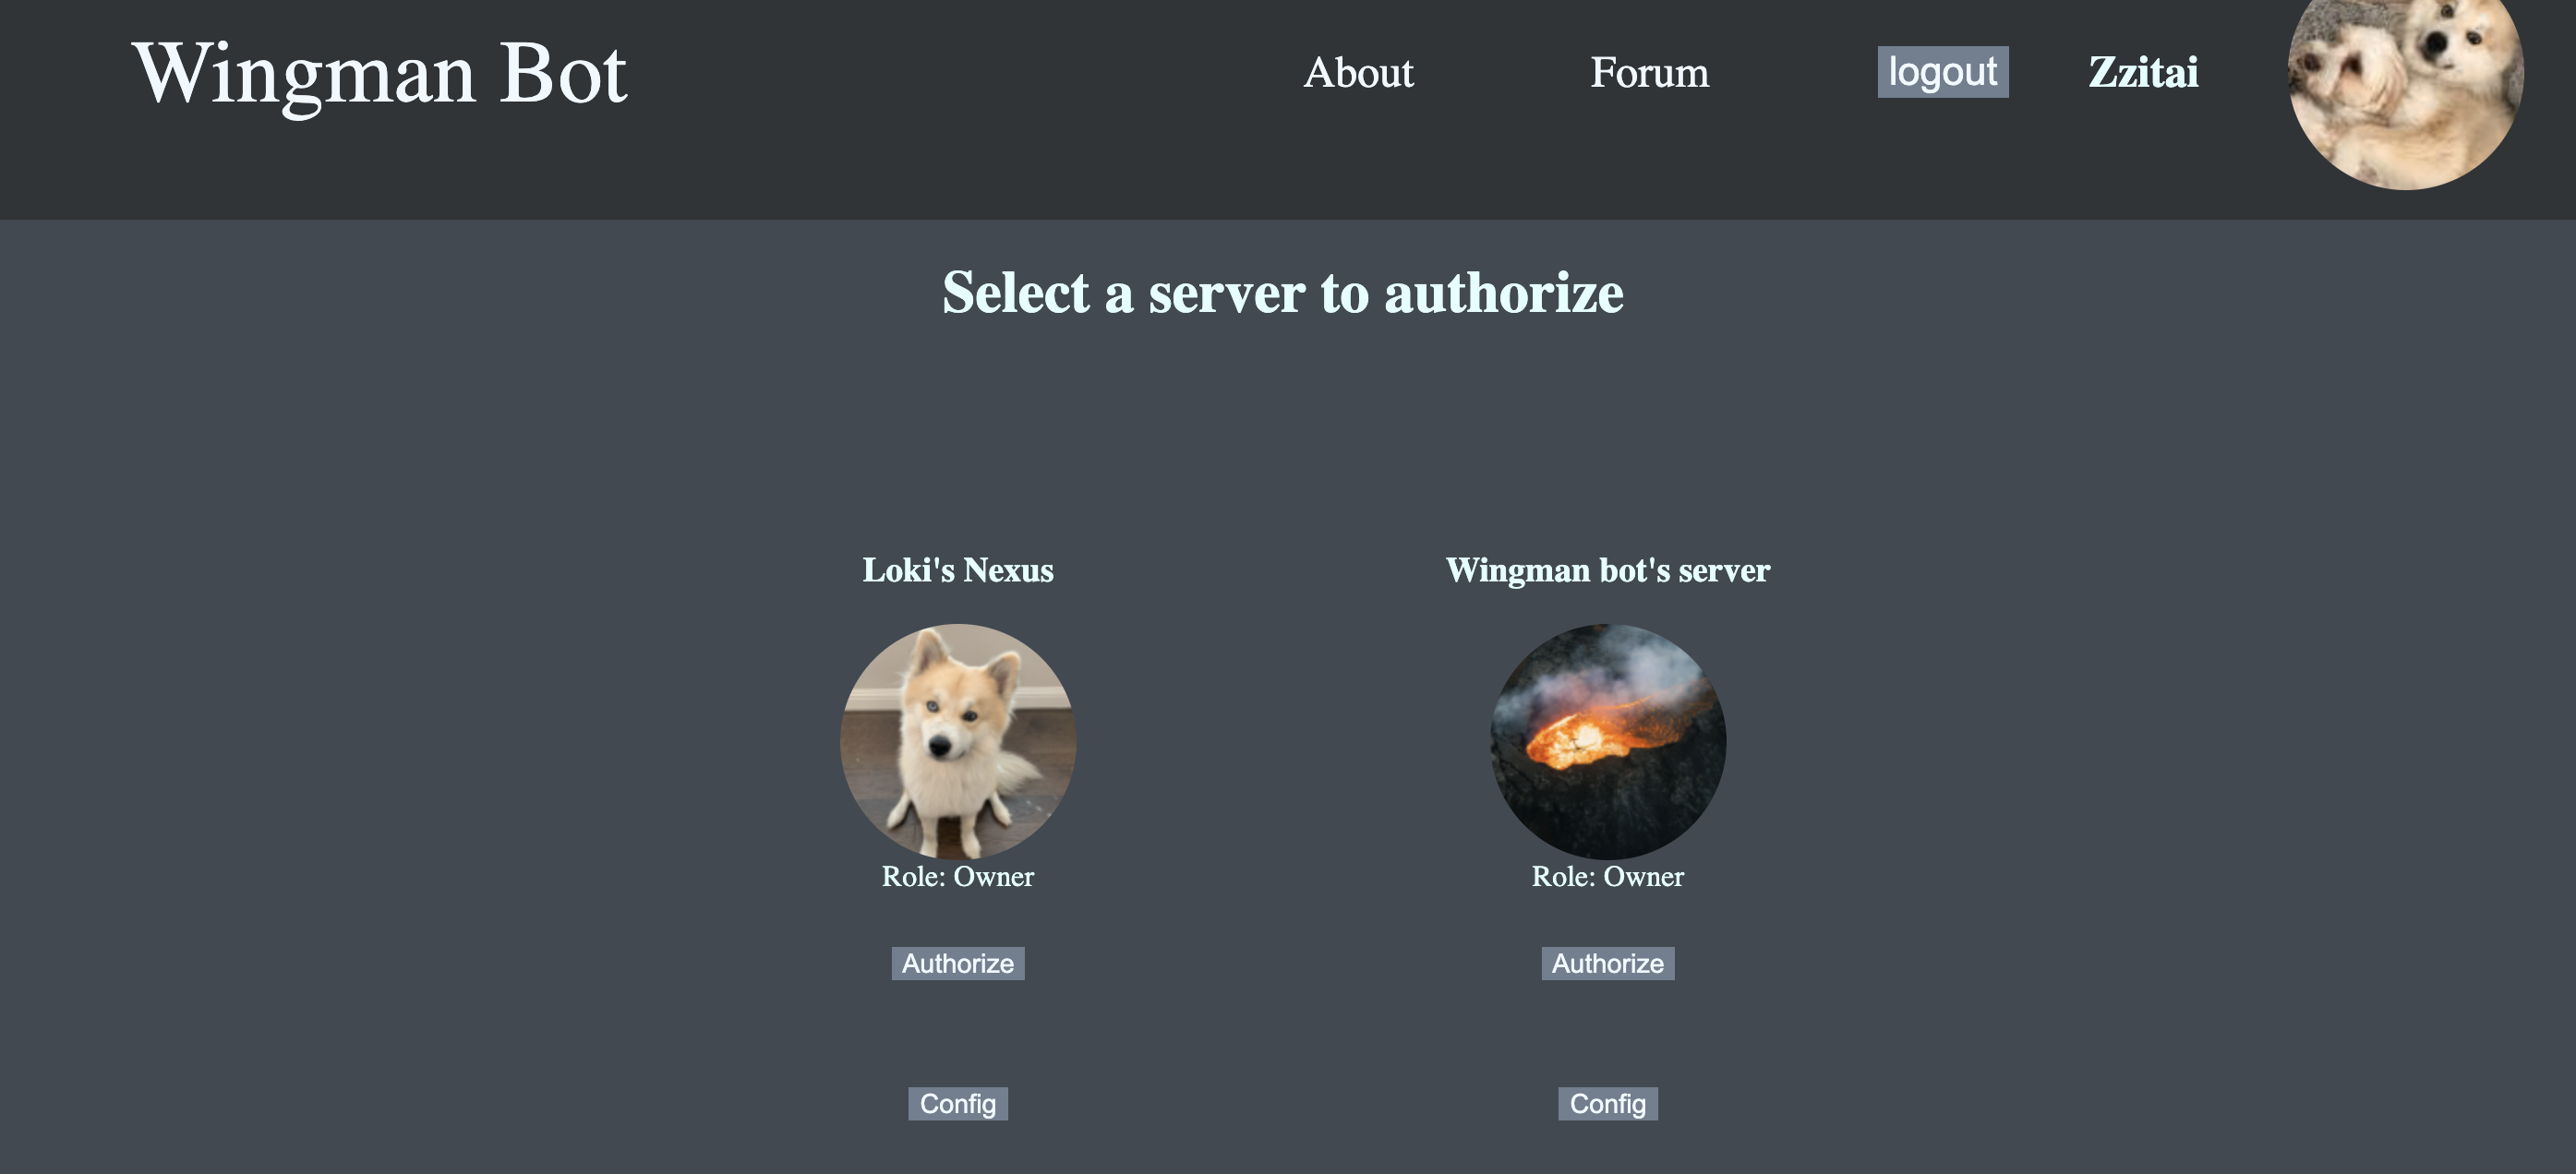 Wingman Bot
About
Forum
logout
Zzitai
Select a server to authorize
Loki's Nexus
Wingman bot's server
Role: Owner
Role: Owner
Authorize
Authorize
Config
Config